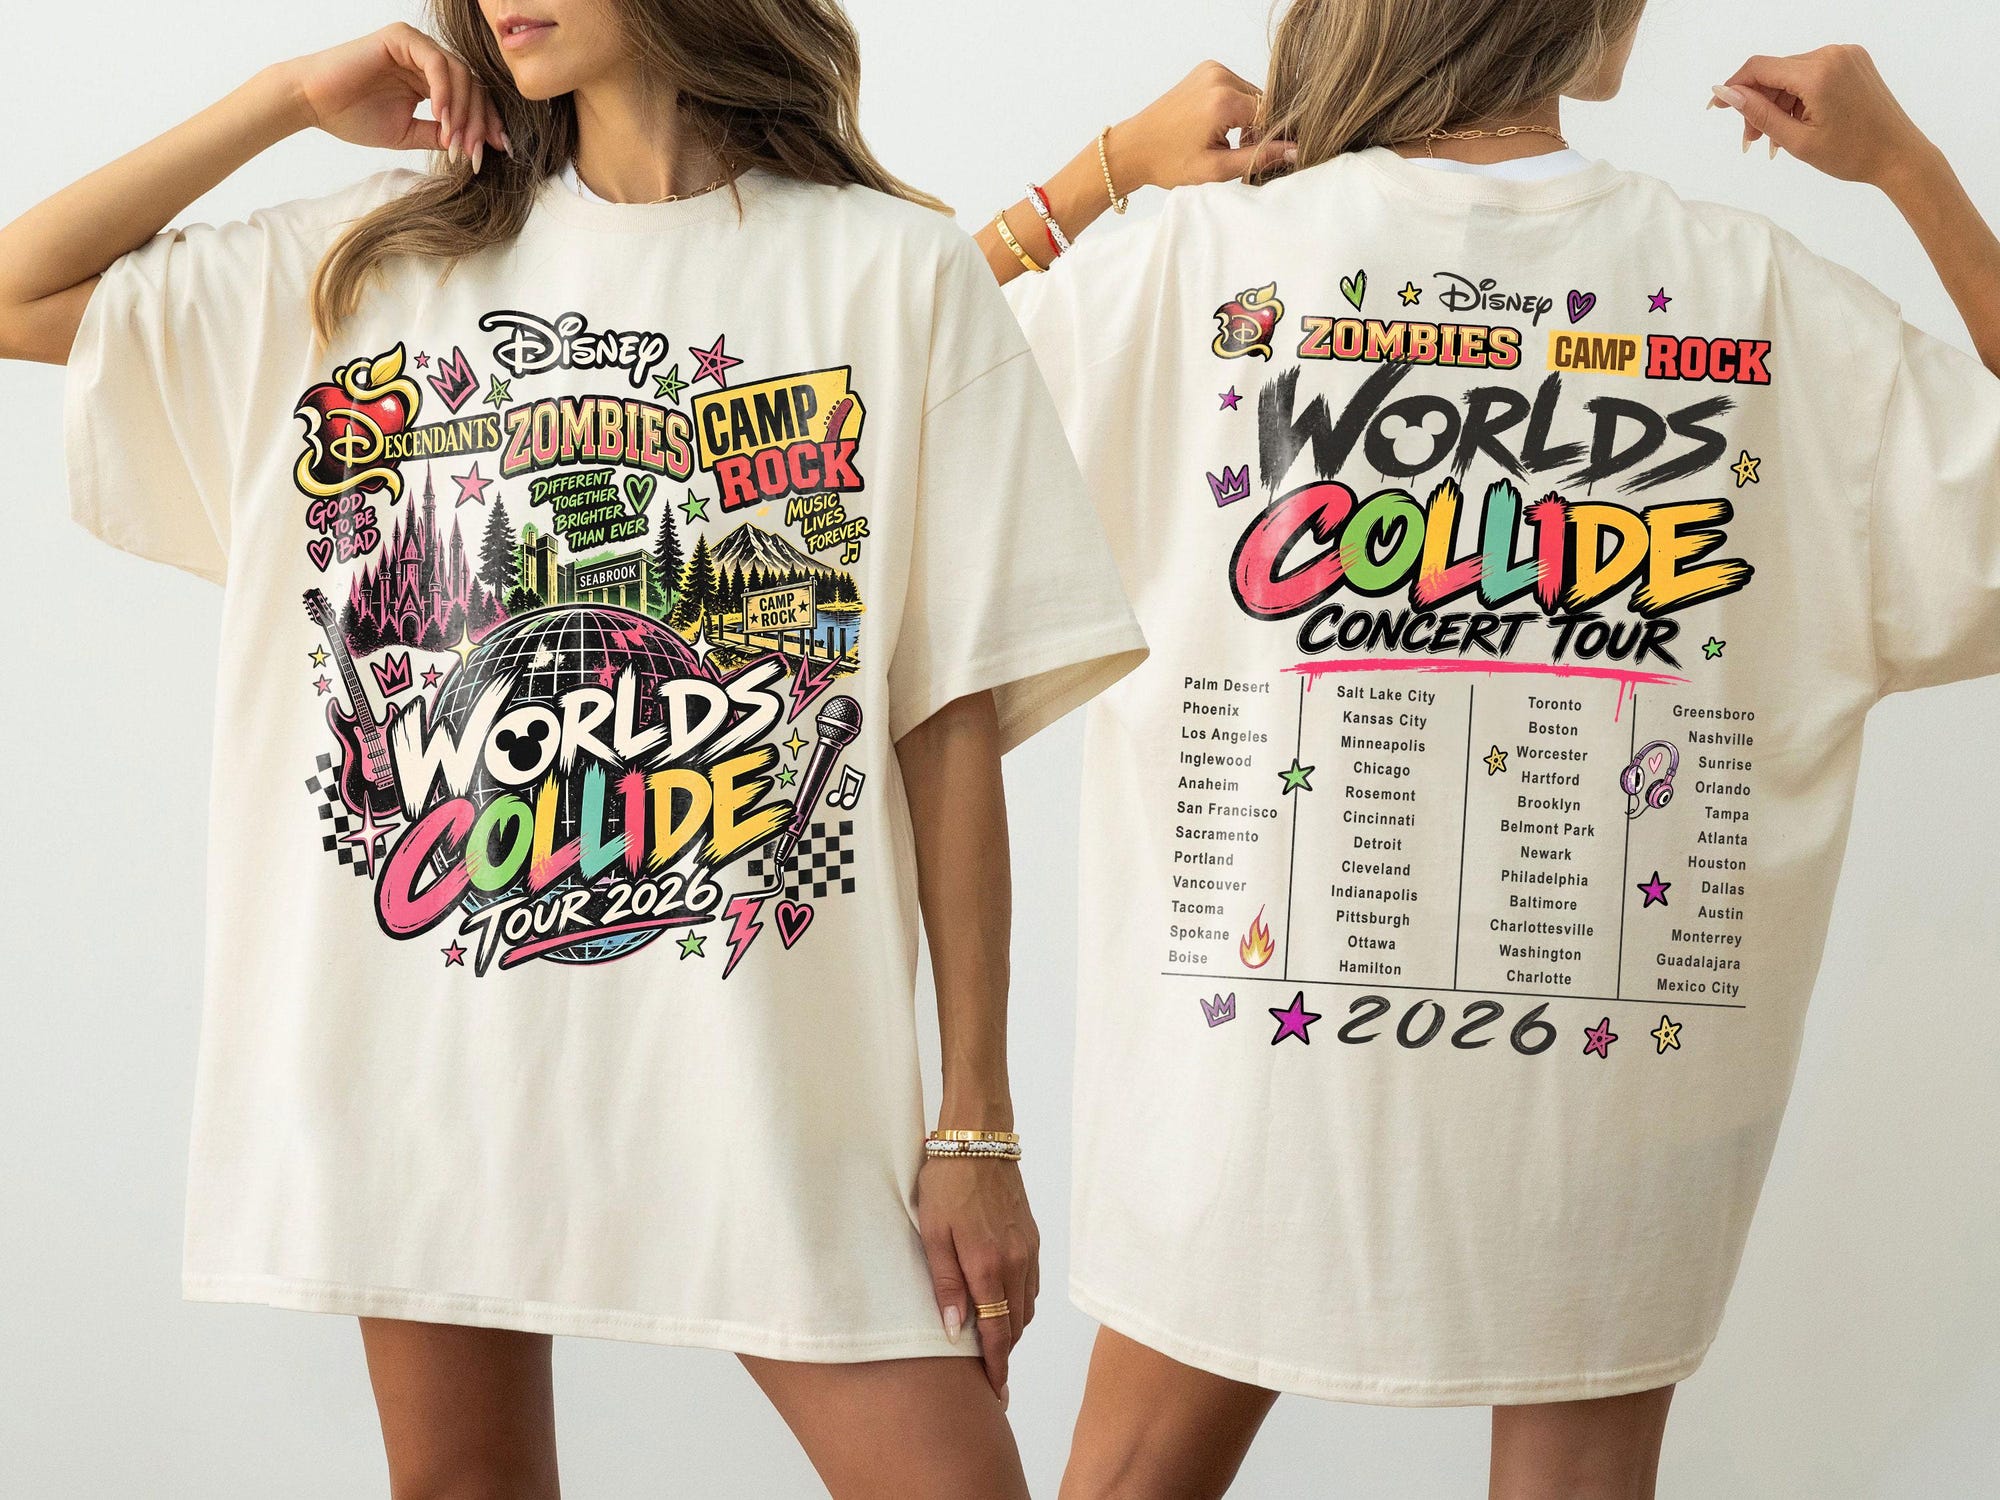 Disney
Descendants
ZOMBIES
CAMP
ROCK
GOOD
TO BE
BAD
DIFFERENT
TOGETHER
BRIGHTER
THAN EVER
MUSIC
LIVES
FOREVER
SEABROOK
CAMP
ROCK
WORLDS
COLLIDE
TOUR 2026
Disney
D
ZOMBIES
CAMP ROCK
WORLDS
COLLIDE
CONCERT TOUR
Palm Desert
Phoenix
Los Angeles
Inglewood
Anaheim
San Francisco
Sacramento
Portland
Vancouver
Tacoma
Spokane
Boise
Salt Lake City
Kansas City
Minneapolis
Chicago
Rosemont
Cincinnati
Detroit
Cleveland
Indianapolis
Pittsburgh
Ottawa
Hamilton
Toronto
Boston
Worcester
Hartford
Brooklyn
Belmont Park
Newark
Philadelphia
Baltimore
Charlottesville
Washington
Charlotte
Greensboro
Nashville
Sunrise
Orlando
Tampa
Atlanta
Houston
Dallas
Austin
Monterrey
Guadalajara
Mexico City
2026